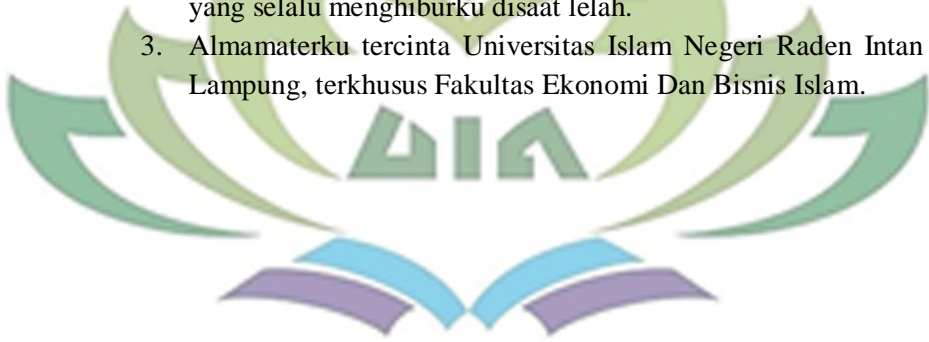 yang selalu menghiburku disaat lelah.
3. Almamaterku tercinta Universitas Islam Negeri Raden Intan
Lampung, terkhusus Fakultas Ekonomi Dan Bisnis Islam.
UIN